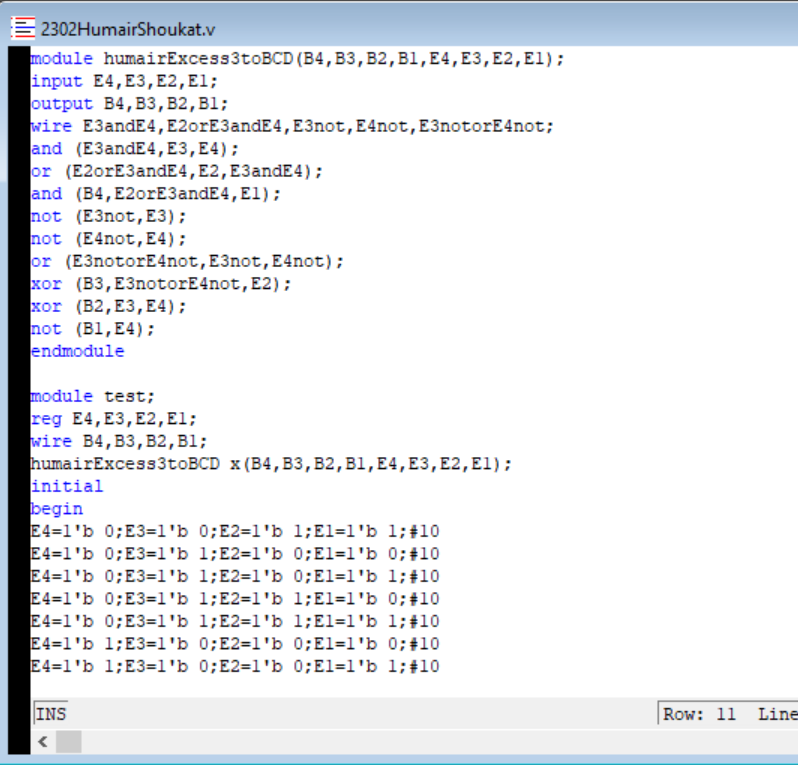 2302HumairShoukat.v
module humairExcess3toBCD(B4,B3,B2,B1,E4,E3,E2,E1);
input E4,E3,E2,E1;
output B4,B3,B2,B1;
wire E3andE4,E2orE3andE4,E3not,E4not,E3notorE4not;
and (E3andE4,E3,E4);
or (E2orE3andE4,E2,E3andE4);
and (B4,E2orE3andE4,E1);
not (E3not,E3);
not (E4not,E4);
or (E3notorE4not,E3not,E4not);
xor (B3,E3notorE4not,E2);
xor (B2,E3,E4);
not (B1,E4);
endmodule
module test;
reg E4,E3,E2,E1;
wire B4,B3,B2,B1;
humairExcess3toBCD x(B4,B3,B2,B1,E4,E3,E2,E1);
initial
begin
E4=1'b 0;E3=1'b 0;E2=1'b 1;E1=1'b 1;#10
E4=1'b 0;E3=1'b 1;E2=1'b 0;E1=1'b 0;#10
E4=1'b 0;E3=1'b 1;E2=1'b 0;E1=1'b 1;#10
E4=1'b 0;E3=1'b 1;E2=1'b 1;E1=1'b 0;#10
E4=1'b 0;E3=1'b 1;E2=1'b 1;E1=1'b 1;#10
E4=1'b 1;E3=1'b 0;E2=1'b 0;E1=1'b 0;#10
E4=1'b 1;E3=1'b 0;E2=1'b 0;E1=1'b 1;#10
INS
Row: 11 Line